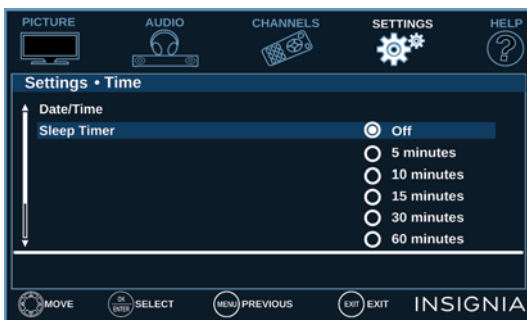 PICTURE AUDIO CHANNELS SETTINGS HELP
Settings • Time
Date/Time
Sleep Timer Off
5 minutes
10 minutes
15 minutes
30 minutes
60 minutes
MOVE OK ENTER SELECT MENU PREVIOUS EXIT EXIT INSIGNIA